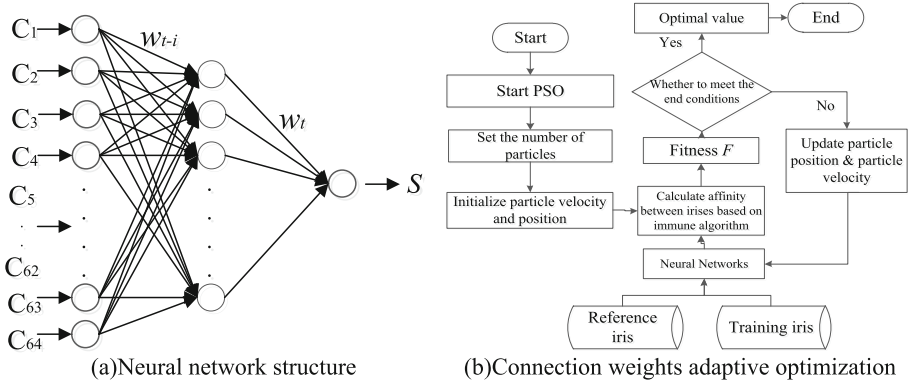 C1
C2
C3
C4
C5
C62
C63
C64
wt-i
wt
S
(a)Neural network structure
Start
Start PSO
Set the number of
particles
Initialize particle velocity
and position
Optimal value
End
Yes
Whether to meet the
end conditions
No
Fitness F
Update particle
position & particle
velocity
Calculate affinity
between irises based on
immune algorithm
Neural Networks
Reference
iris
Training iris
(b)Connection weights adaptive optimization